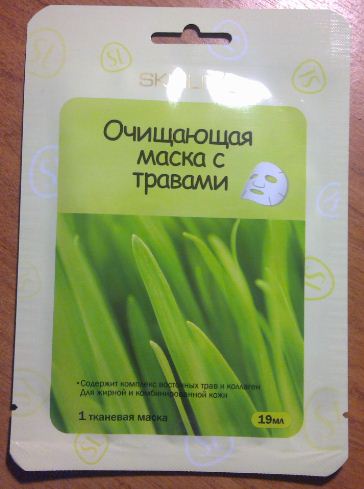 Очищающая
маска с
травами
•Содержит комплекс восточных трав и коллаген
Для жирной и комбинированной кожи
1 тканевая маска
19мл